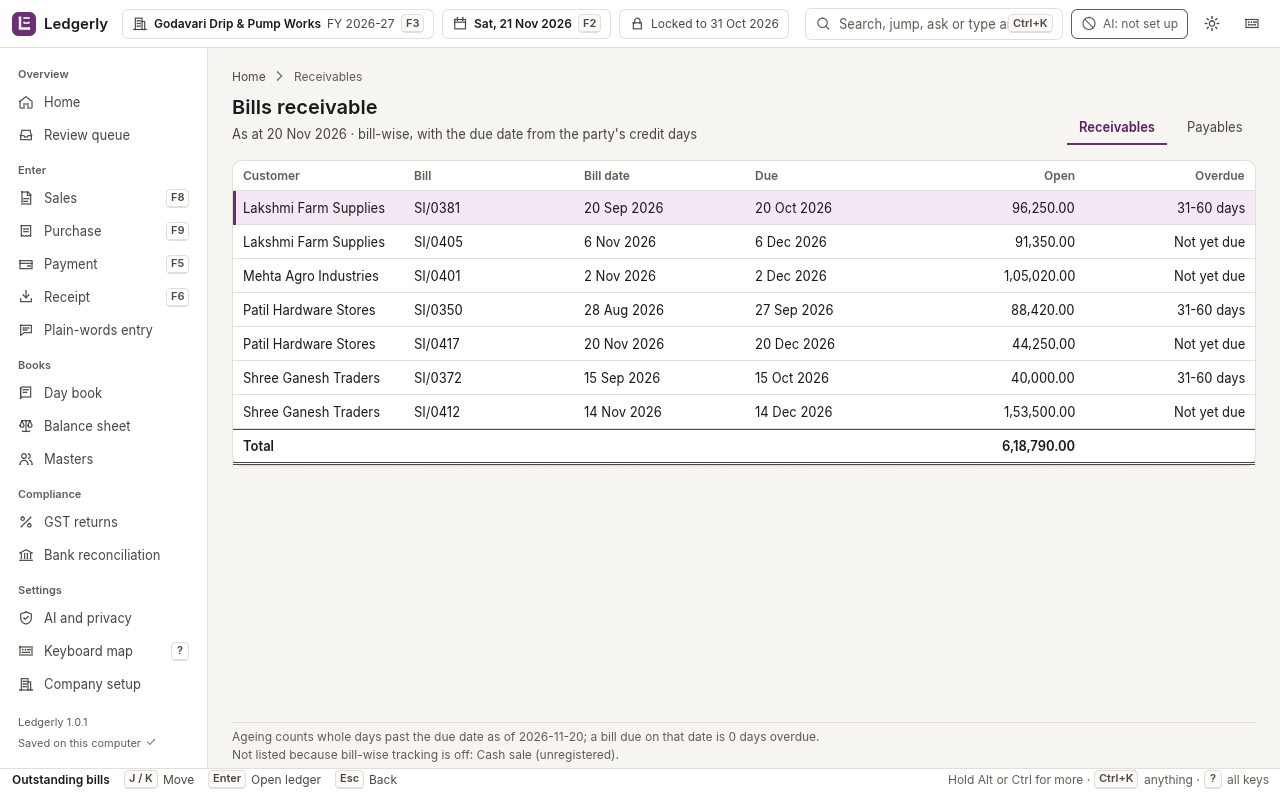 Ledgerly
Godavari Drip & Pump Works FY 2026-27 F3
Sat, 21 Nov 2026 F2
Locked to 31 Oct 2026
Search, jump, ask or type a Ctrl+K
AI: not set up
Overview
Home
Review queue
Enter
Sales F8
Purchase F9
Payment F5
Receipt F6
Plain-words entry
Books
Day book
Balance sheet
Masters
Compliance
GST returns
Bank reconciliation
Settings
AI and privacy
Keyboard map ?
Company setup
Ledgerly 1.0.1
Saved on this computer
Home Receivables
Bills receivable
As at 20 Nov 2026 · bill-wise, with the due date from the party's credit days
Receivables Payables
Customer Bill Bill date Due Open Overdue
Lakshmi Farm Supplies SI/0381 20 Sep 2026 20 Oct 2026 96,250.00 31-60 days
Lakshmi Farm Supplies SI/0405 6 Nov 2026 6 Dec 2026 91,350.00 Not yet due
Mehta Agro Industries SI/0401 2 Nov 2026 2 Dec 2026 1,05,020.00 Not yet due
Patil Hardware Stores SI/0350 28 Aug 2026 27 Sep 2026 88,420.00 31-60 days
Patil Hardware Stores SI/0417 20 Nov 2026 20 Dec 2026 44,250.00 Not yet due
Shree Ganesh Traders SI/0372 15 Sep 2026 15 Oct 2026 40,000.00 31-60 days
Shree Ganesh Traders SI/0412 14 Nov 2026 14 Dec 2026 1,53,500.00 Not yet due
Total 6,18,790.00
Ageing counts whole days past the due date as of 2026-11-20; a bill due on that date is 0 days overdue.
Not listed because bill-wise tracking is off: Cash sale (unregistered).
Outstanding bills J / K Move Enter Open ledger Esc Back
Hold Alt or Ctrl for more · Ctrl+K anything · ? all keys